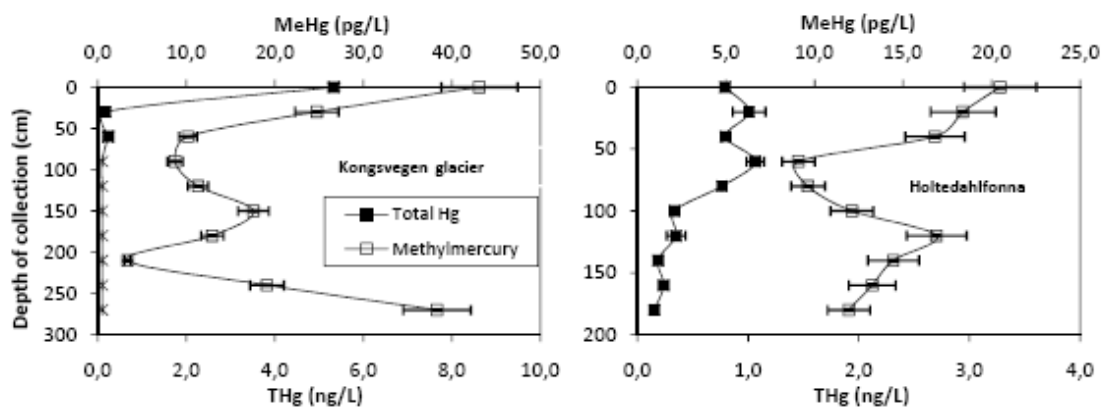 MeHg (pg/L)
0,0 10,0 20,0 30,0 40,0 50,0
Depth of collection (cm)
0
50
100
150
200
250
300
Kongsvegen glacier
Total Hg
Methylmercury
0,0 2,0 4,0 6,0 8,0 10,0
THg (ng/L)
MeHg (pg/L)
0,0 5,0 10,0 15,0 20,0 25,0
0
50
100
150
200
Holtedahlfonna
0,0 1,0 2,0 3,0 4,0
THg (ng/L)